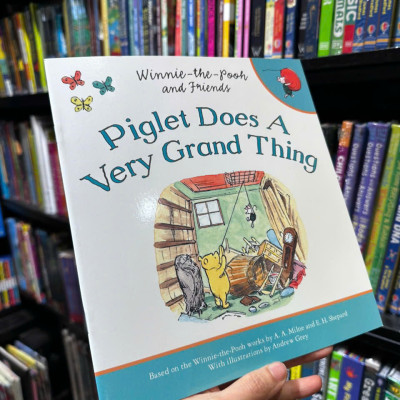 Winnie-the-Pooh
and Friends
Piglet Does A
Very Grand Thing
Based on the Winnie-the-Pooh works by A. A. Milne and E. H. Shepard
With illustrations by Andrew Grey